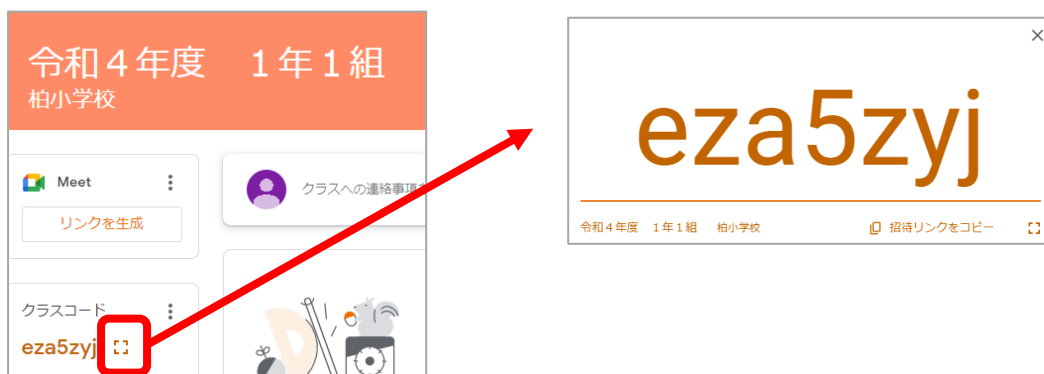 令和４年度　１年１組
柏小学校
Meet
リンクを生成
クラスへの連絡事項
クラスコード
eza5zyj
eza5zyj
令和４年度　１年１組　柏小学校
招待リンクをコピー